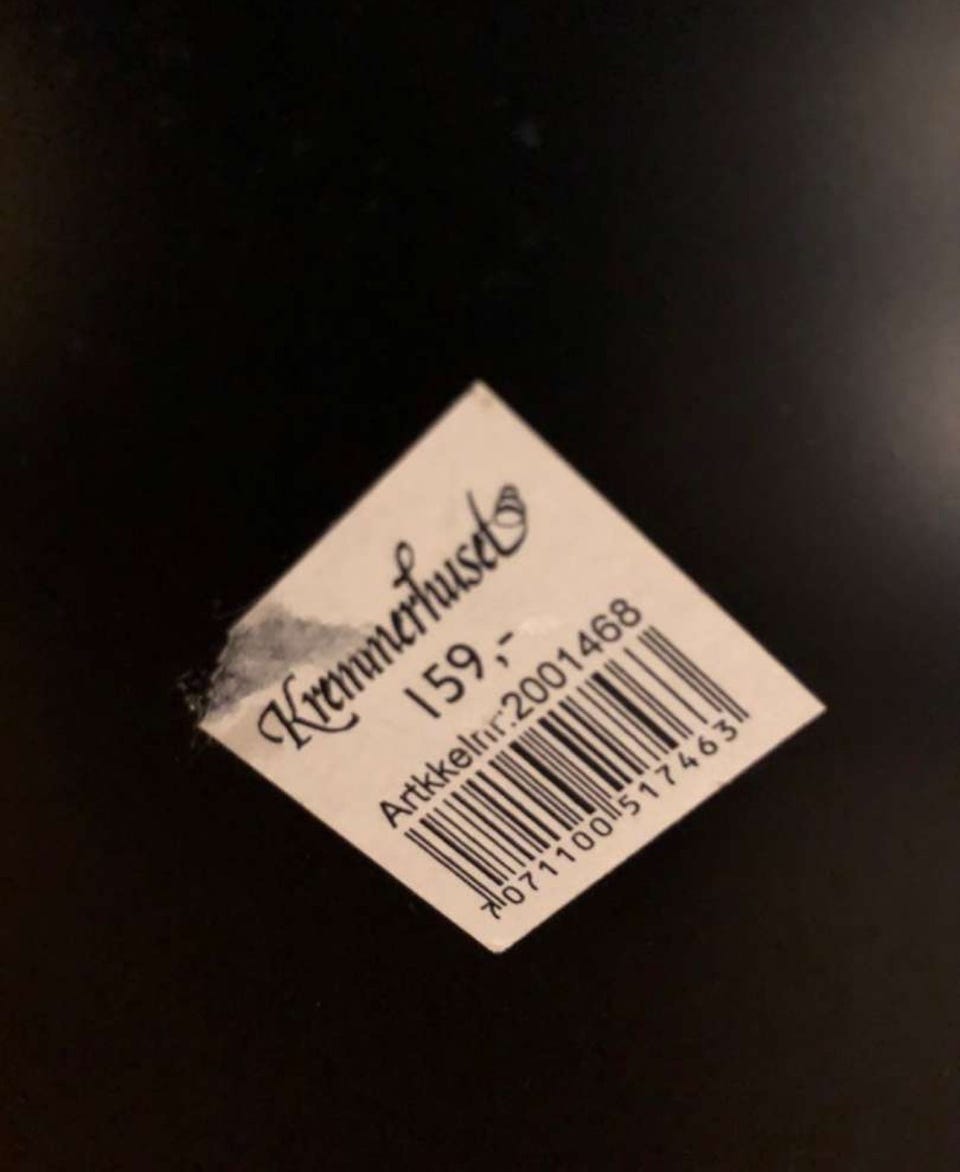 Kremmerhuset
159,-
Artikkelnr:2001468
7071100517463